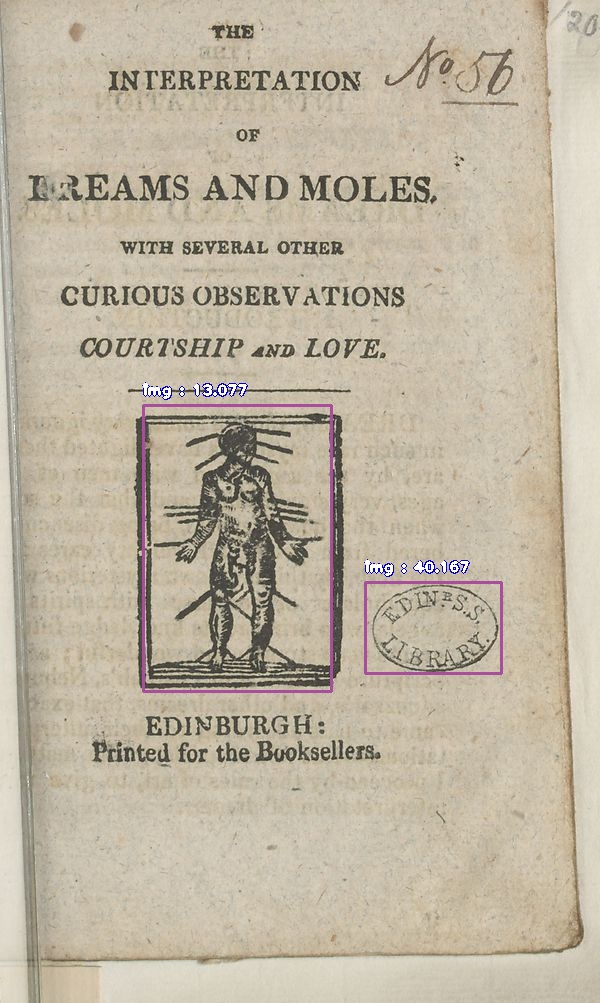 THE
INTERPRETATION
No. 56
OF
DREAMS AND MOLES.
WITH SEVERAL OTHER
CURIOUS OBSERVATIONS
COURTSHIP AND LOVE.
img : 13.077
img : 40.167
EDINR. S.S.
LIBRARY.
EDINBURGH:
Printed for the Booksellers.